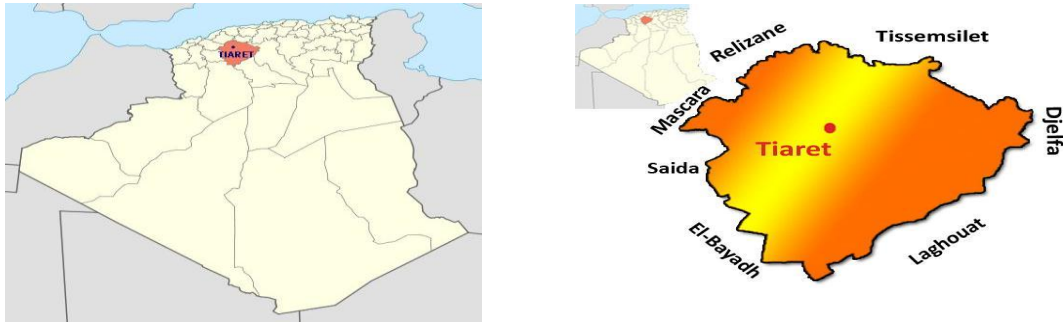 TIARET
Relizane
Tissemsilet
Mascara
Djelfa
Tiaret
Saida
El-Bayadh
Laghouat